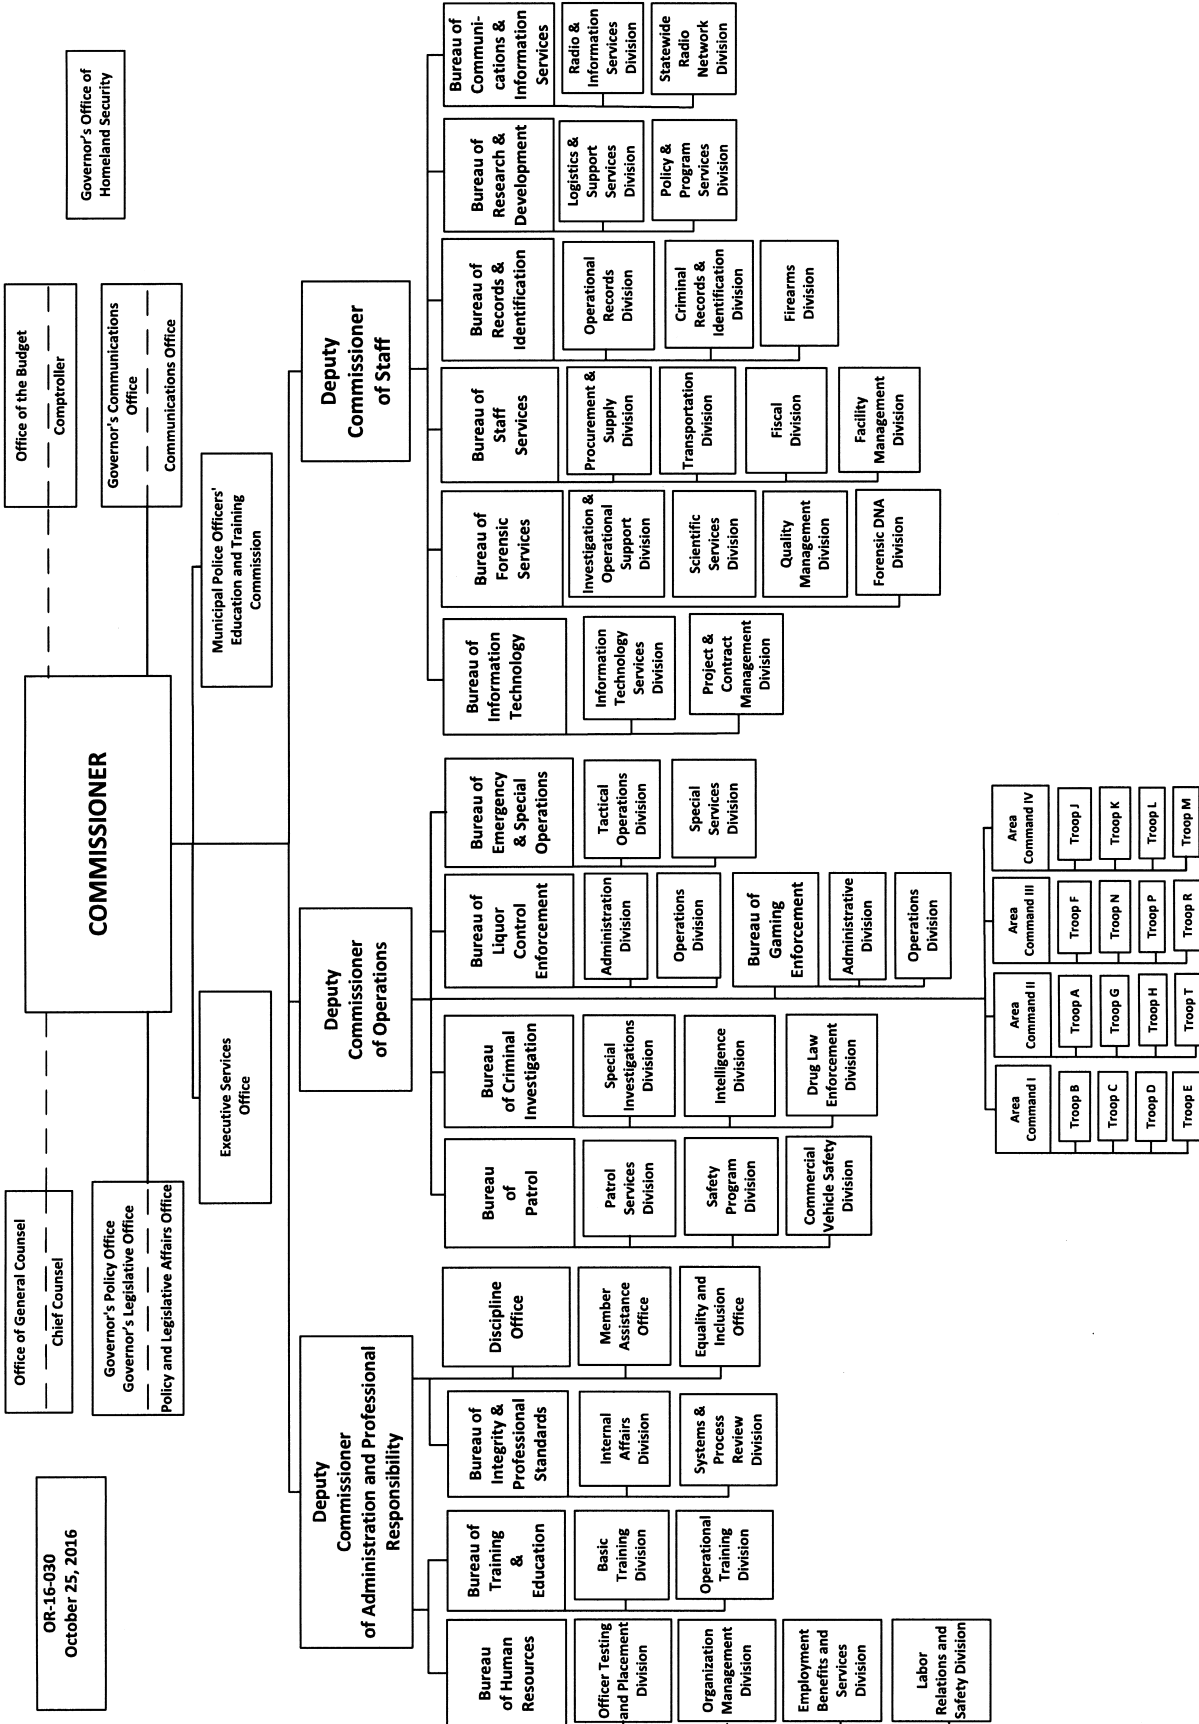 OR-16-030
October 25, 2016
Office of General Counsel
Chief Counsel
Governor's Policy Office
Governor's Legislative Office
Policy and Legislative Affairs Office
COMMISSIONER
Office of the Budget
Comptroller
Governor's Communications
Office
Communications Office
Governor's Office of
Homeland Security
Executive Services
Office
Municipal Police Officers'
Education and Training
Commission
Deputy
Commissioner
of Administration and Professional
Responsibility
Deputy
Commissioner
of Operations
Deputy
Commissioner
of Staff
Bureau
of Human
Resources
Officer Testing
and Placement
Division
Organization
Management
Division
Employment
Benefits and
Services
Division
Labor
Relations and
Safety Division
Bureau of
Training
&
Education
Basic
Training
Division
Operational
Training
Division
Bureau of
Integrity &
Professional
Standards
Internal
Affairs
Division
Systems &
Process
Review
Division
Discipline
Office
Member
Assistance
Office
Equality and
Inclusion
Office
Bureau
of
Patrol
Patrol
Services
Division
Safety
Program
Division
Commercial
Vehicle Safety
Division
Bureau
of Criminal
Investigation
Special
Investigations
Division
Intelligence
Division
Drug Law
Enforcement
Division
Bureau of
Liquor
Control
Enforcement
Administration
Division
Operations
Division
Bureau of
Gaming
Enforcement
Administrative
Division
Operations
Division
Bureau of
Emergency
& Special
Operations
Tactical
Operations
Division
Special
Services
Division
Area
Command I
Troop B
Troop C
Troop D
Troop E
Area
Command II
Troop A
Troop G
Troop H
Troop T
Area
Command III
Troop F
Troop N
Troop P
Troop R
Area
Command IV
Troop J
Troop K
Troop L
Troop M
Bureau of
Information
Technology
Information
Technology
Services
Division
Project &
Contract
Management
Division
Bureau of
Forensic
Services
Investigation &
Operational
Support
Division
Scientific
Services
Division
Quality
Management
Division
Forensic DNA
Division
Bureau of
Staff
Services
Procurement &
Supply
Division
Transportation
Division
Fiscal
Division
Facility
Management
Division
Bureau of
Records &
Identification
Operational
Records
Division
Criminal
Records &
Identification
Division
Firearms
Division
Bureau of
Research &
Development
Logistics &
Support
Services
Division
Policy &
Program
Services
Division
Bureau of
Communi-
cations &
Information
Services
Radio &
Information
Services
Division
Statewide
Radio
Network
Division